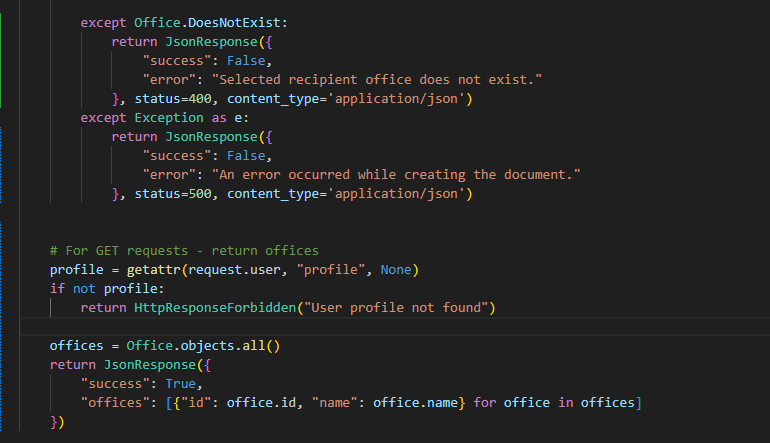 except Office.DoesNotExist:
return JsonResponse({
"success": False,
"error": "Selected recipient office does not exist."
}, status=400, content_type='application/json')
except Exception as e:
return JsonResponse({
"success": False,
"error": "An error occurred while creating the document."
}, status=500, content_type='application/json')
# For GET requests - return offices
profile = getattr(request.user, "profile", None)
if not profile:
return HttpResponseForbidden("User profile not found")
offices = Office.objects.all()
return JsonResponse({
"success": True,
"offices": [{"id": office.id, "name": office.name} for office in offices]
})